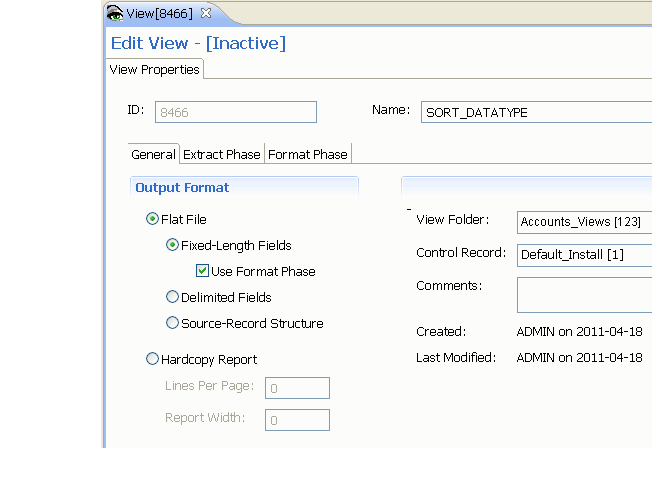 View[8466]
Edit View - [Inactive]
View Properties
ID: 8466 Name: SORT_DATATYPE
General Extract Phase Format Phase
Output Format
Flat File
Fixed-Length Fields
Use Format Phase
Delimited Fields
Source-Record Structure
Hardcopy Report
Lines Per Page: 0
Report Width: 0
View Folder: Accounts_Views [123]
Control Record: Default_Install [1]
Comments:
Created: ADMIN on 2011-04-18
Last Modified: ADMIN on 2011-04-18